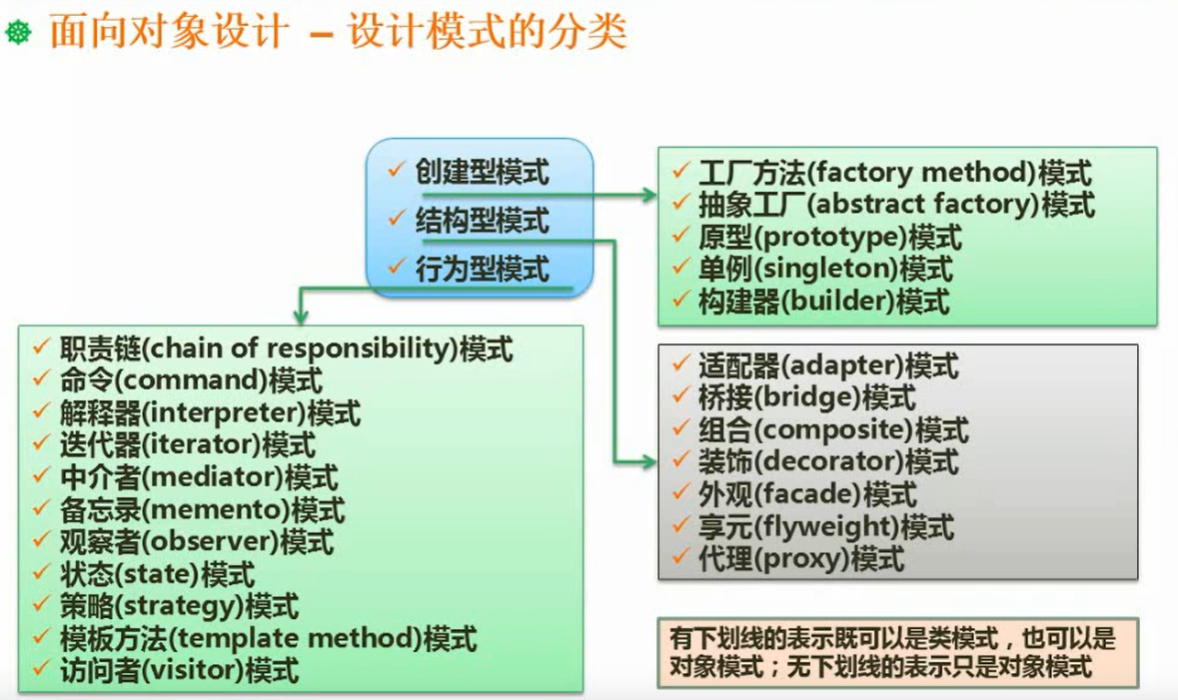 面向对象设计 – 设计模式的分类
创建型模式
结构型模式
行为型模式
工厂方法(factory method)模式
抽象工厂(abstract factory)模式
原型(prototype)模式
单例(singleton)模式
构建器(builder)模式
职责链(chain of responsibility)模式
命令(command)模式
解释器(interpreter)模式
迭代器(iterator)模式
中介者(mediator)模式
备忘录(memento)模式
观察者(observer)模式
状态(state)模式
策略(strategy)模式
模板方法(template method)模式
访问者(visitor)模式
适配器(adapter)模式
桥接(bridge)模式
组合(composite)模式
装饰(decorator)模式
外观(facade)模式
享元(flyweight)模式
代理(proxy)模式
有下划线的表示既可以是类模式，也可以是
对象模式；无下划线的表示只是对象模式